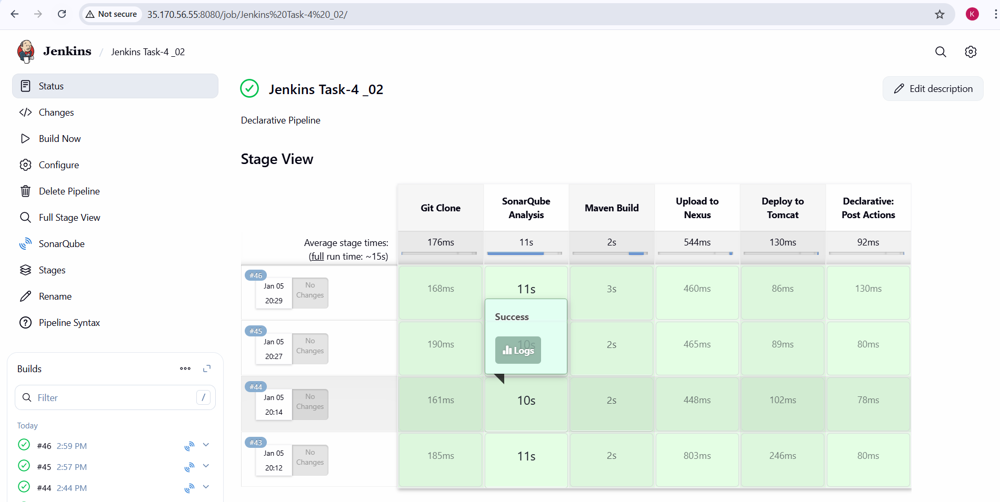 Not secure
35.170.56.55:8080/job/Jenkins%20Task-4%20_02/
K
Jenkins / Jenkins Task-4 _02
Status
Changes
Build Now
Configure
Delete Pipeline
Full Stage View
SonarQube
Stages
Rename
Pipeline Syntax
Builds
Filter
/
Today
#46 2:59 PM
#45 2:57 PM
#44 2:44 PM
Jenkins Task-4 _02
Edit description
Declarative Pipeline
Stage View
Git Clone
SonarQube
Analysis
Maven Build
Upload to
Nexus
Deploy to
Tomcat
Declarative:
Post Actions
Average stage times:
(full run time: ~15s)
176ms
11s
2s
544ms
130ms
92ms
#46
Jan 05
20:29
No
Changes
168ms
11s
3s
460ms
86ms
130ms
Success
Logs
#45
Jan 05
20:27
No
Changes
190ms
10s
2s
465ms
89ms
80ms
#44
Jan 05
20:14
No
Changes
161ms
10s
2s
448ms
102ms
78ms
#43
Jan 05
20:12
No
Changes
185ms
11s
2s
803ms
246ms
80ms